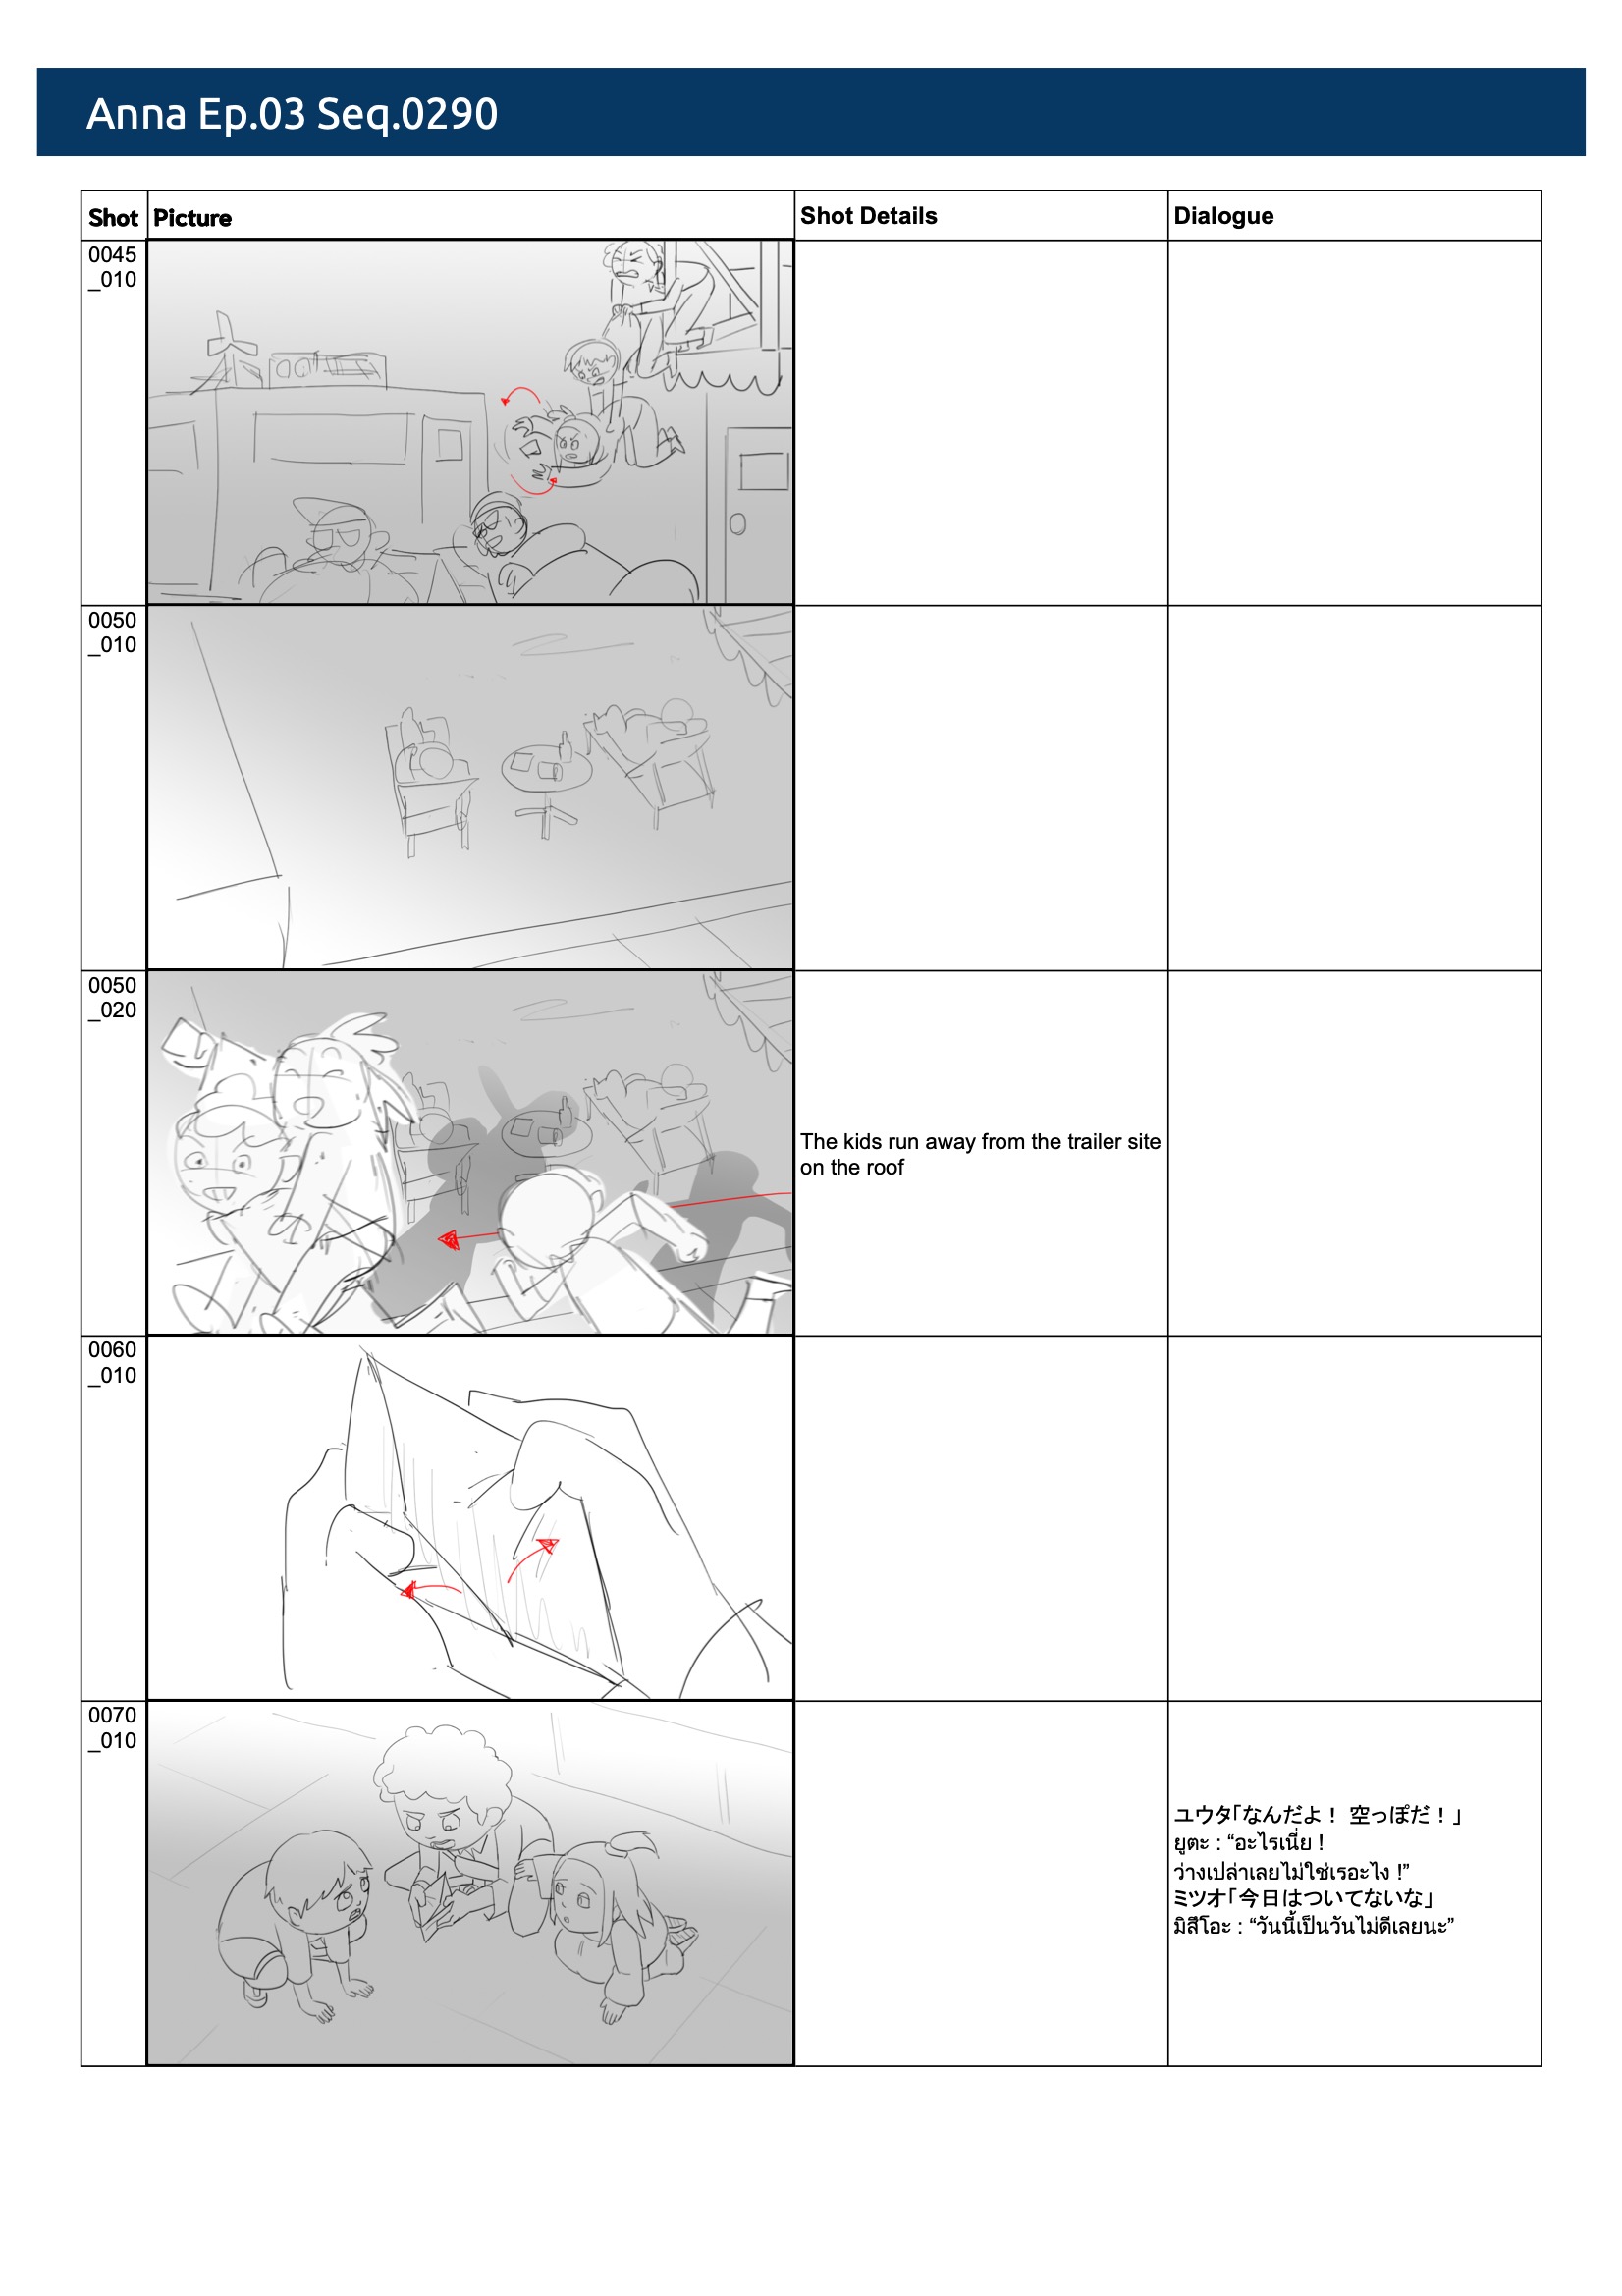 Anna Ep.03 Seq.0290
Shot Picture Shot Details Dialogue
0045
_010
0050
_010
0050
_020
The kids run away from the trailer site
on the roof
0060
_010
0070
_010
ユウタ「なんだよ！ 空っぽだ！」
ยูตะ : “อะไรเนี่ย !
ว่างเปล่าเลยไม่ใช่เรอะไง !”
ミツオ「今日はついてないな」
มิสึโอะ : “วันนี้เป็นวันไม่ดีเลยนะ”